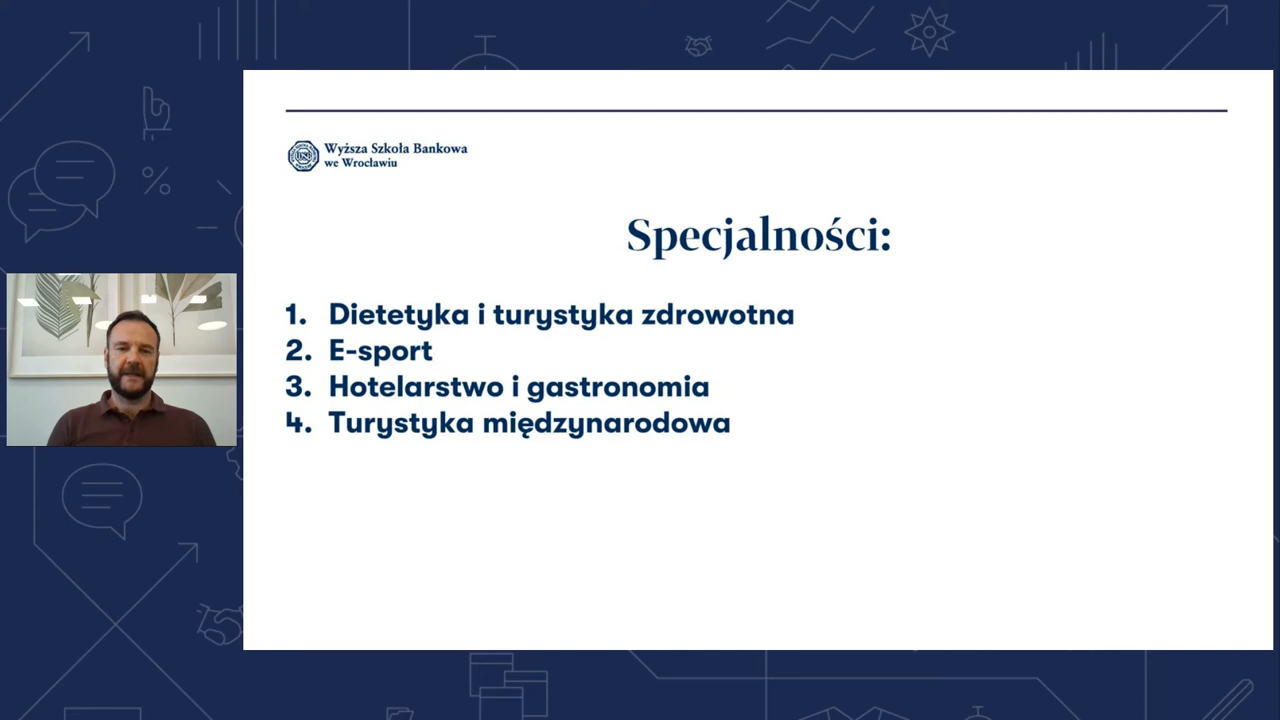 Wyższa Szkoła Bankowa
we Wrocławiu
Specjalności:
1. Dietetyka i turystyka zdrowotna
2. E-sport
3. Hotelarstwo i gastronomia
4. Turystyka międzynarodowa